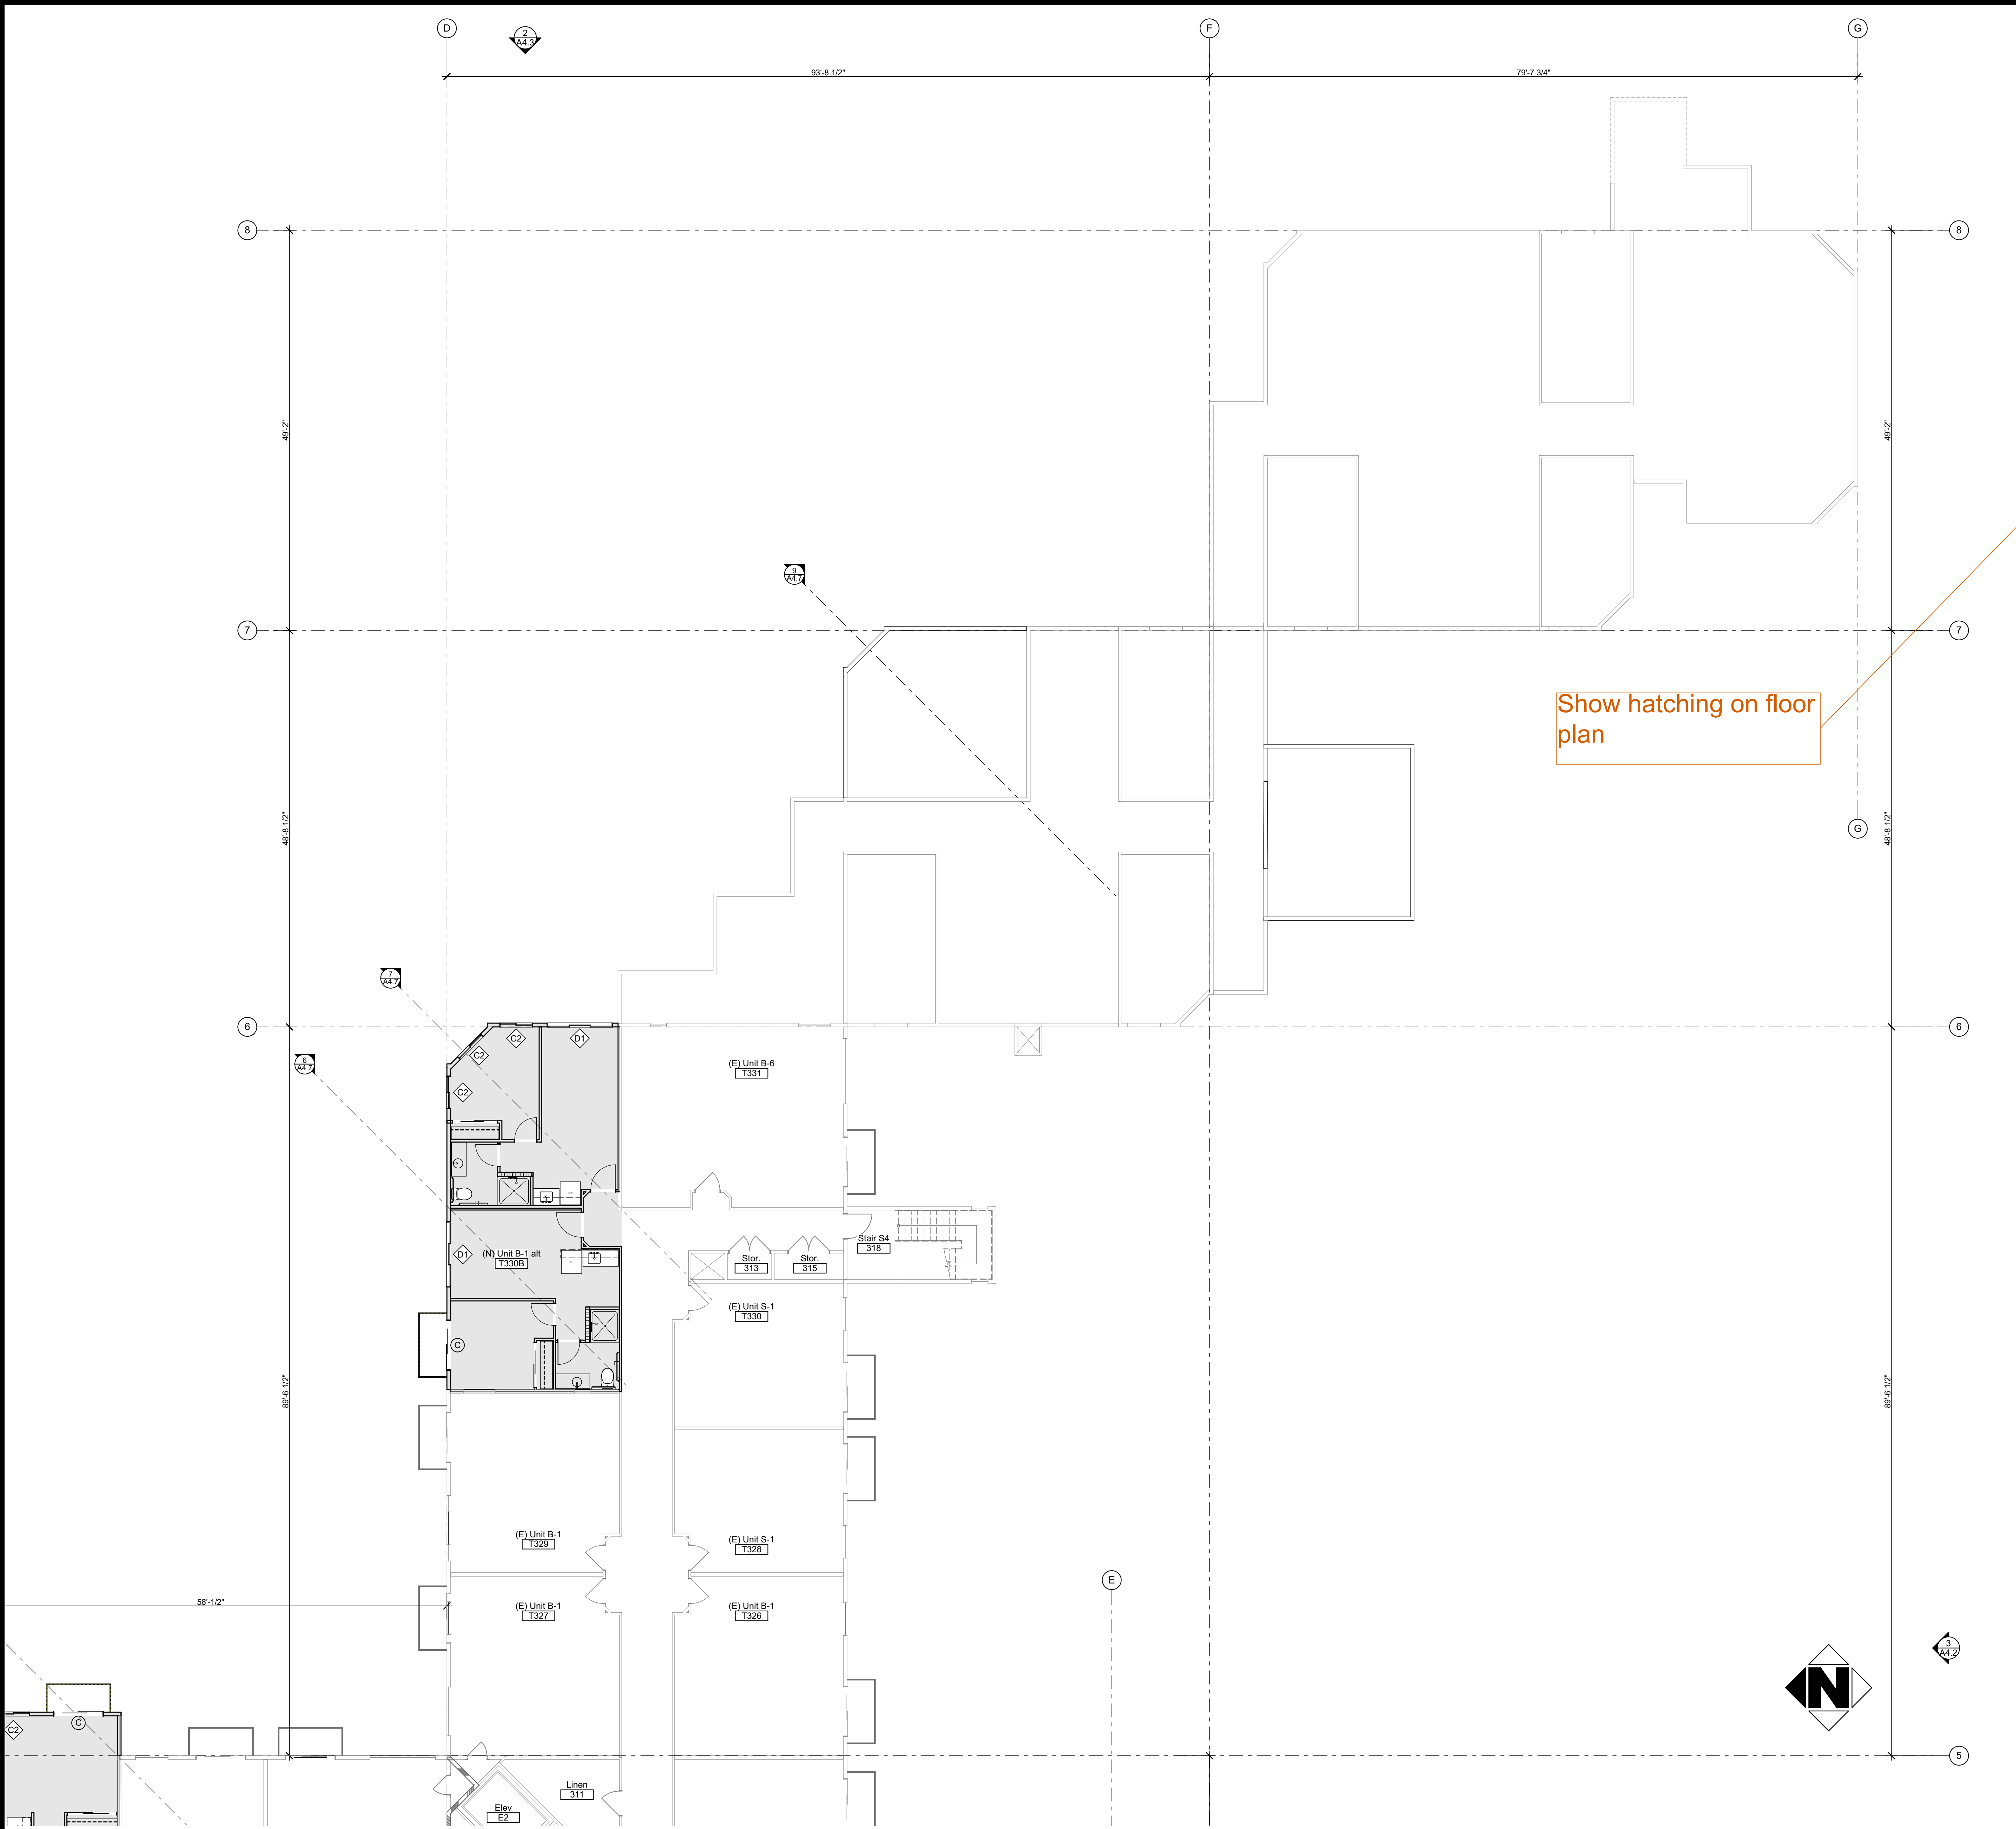 D
2
A4.3
F
G
93'-8 1/2"
79'-7 3/4"
8
8
49'-2"
49'-2"
9
A4.7
7
7
Show hatching on floor
plan
48'-8 1/2"
48'-8 1/2"
G
7
A4.7
6
6
C2
D1
C2
6
A4.7
(E) Unit B-6
T331
C2
Stair S4
318
D1
(N) Unit B-1 alt
T330B
Stor.
313
Stor.
315
(E) Unit S-1
T330
C
89'-6 1/2"
89'-6 1/2"
(E) Unit B-1
T329
(E) Unit S-1
T328
E
58'-1/2"
(E) Unit B-1
T327
(E) Unit B-1
T326
3
A4.2
N
C2
C
5
Linen
311
Elev
E2